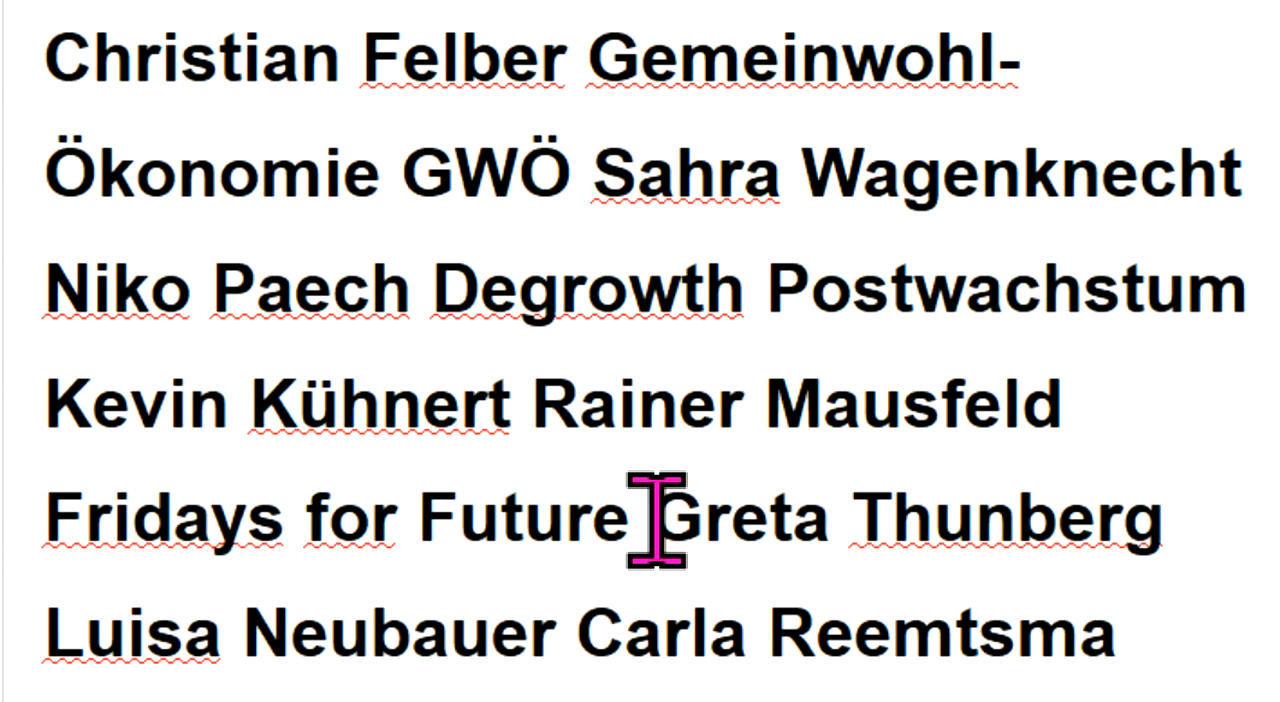 Christian Felber Gemeinwohl-
Ökonomie GWÖ Sahra Wagenknecht
Niko Paech Degrowth Postwachstum
Kevin Kühnert Rainer Mausfeld
Fridays for Future Greta Thunberg
Luisa Neubauer Carla Reemtsma